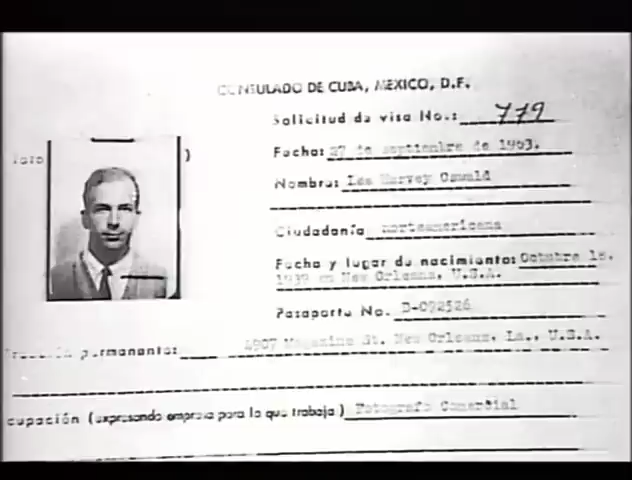 CONSULADO DE CUBA, MEXICO, D.F.
Solicitud de visa No.: 779
Fecha: 27 de septiembre de 1963.
foto )
Nombre: Lee Harvey Oswald
Ciudadanía norteamericana
Fecha y lugar de nacimiento: Octubre 18,
1939 en New Orleans, U.S.A.
Pasaporte No. D-092526
permanente: 4907 Magazine St. New Orleans, La., U.S.A.
cupación (expresando empresa para la que trabaja) Fotografo Comercial